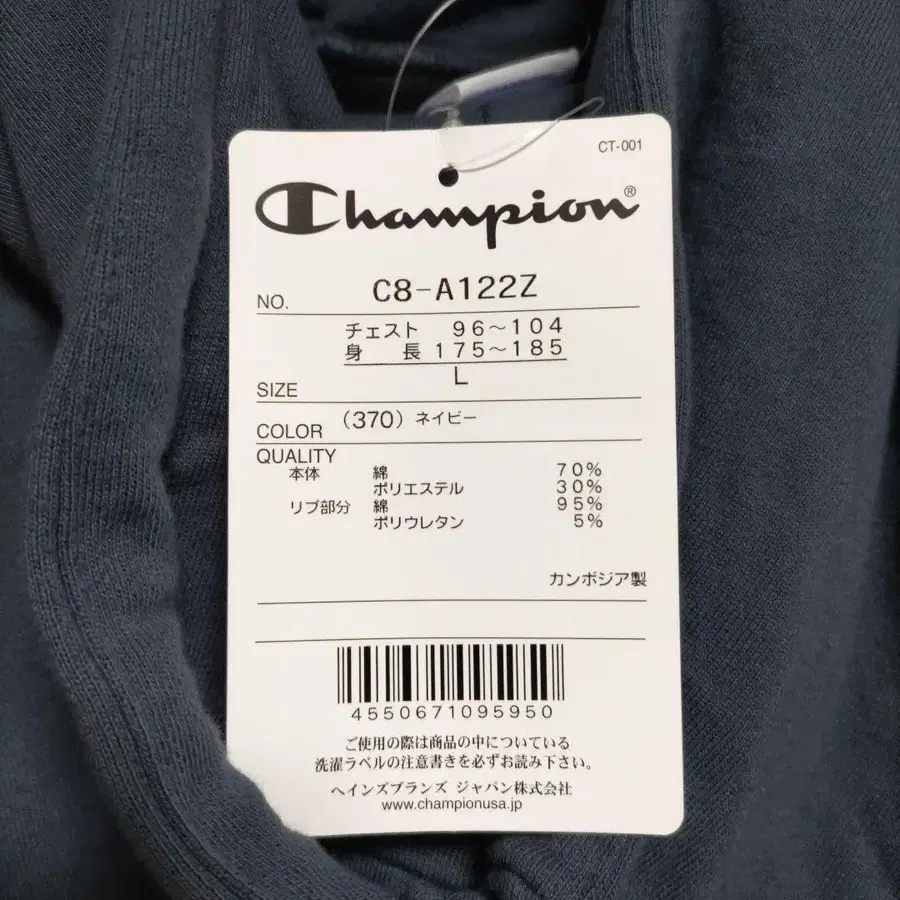 CT-001
Champion®
NO. C8-A122Z
チェスト 96～104
身 長 175～185
SIZE L
COLOR (370) ネイビー
QUALITY
本体 綿 70%
ポリエステル 30%
リブ部分 綿 95%
ポリウレタン 5%
カンボジア製
4550671095950
ご使用の際は商品の中についている
洗濯ラベルの注意書きを必ずお読み下さい。
ヘインズブランズ ジャパン株式会社
www.championusa.jp